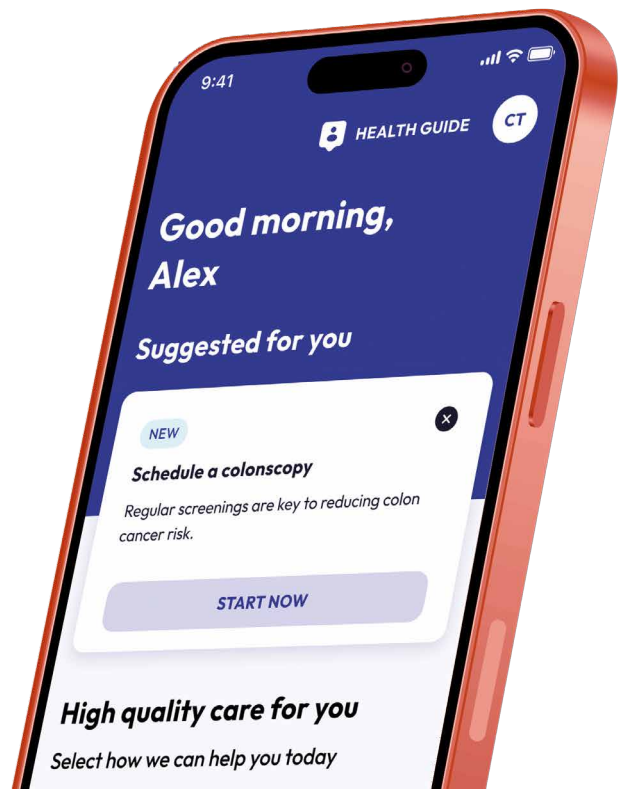 9:41
HEALTH GUIDE
CT
Good morning,
Alex
Suggested for you
NEW
Schedule a colonscopy
Regular screenings are key to reducing colon
cancer risk.
START NOW
High quality care for you
Select how we can help you today